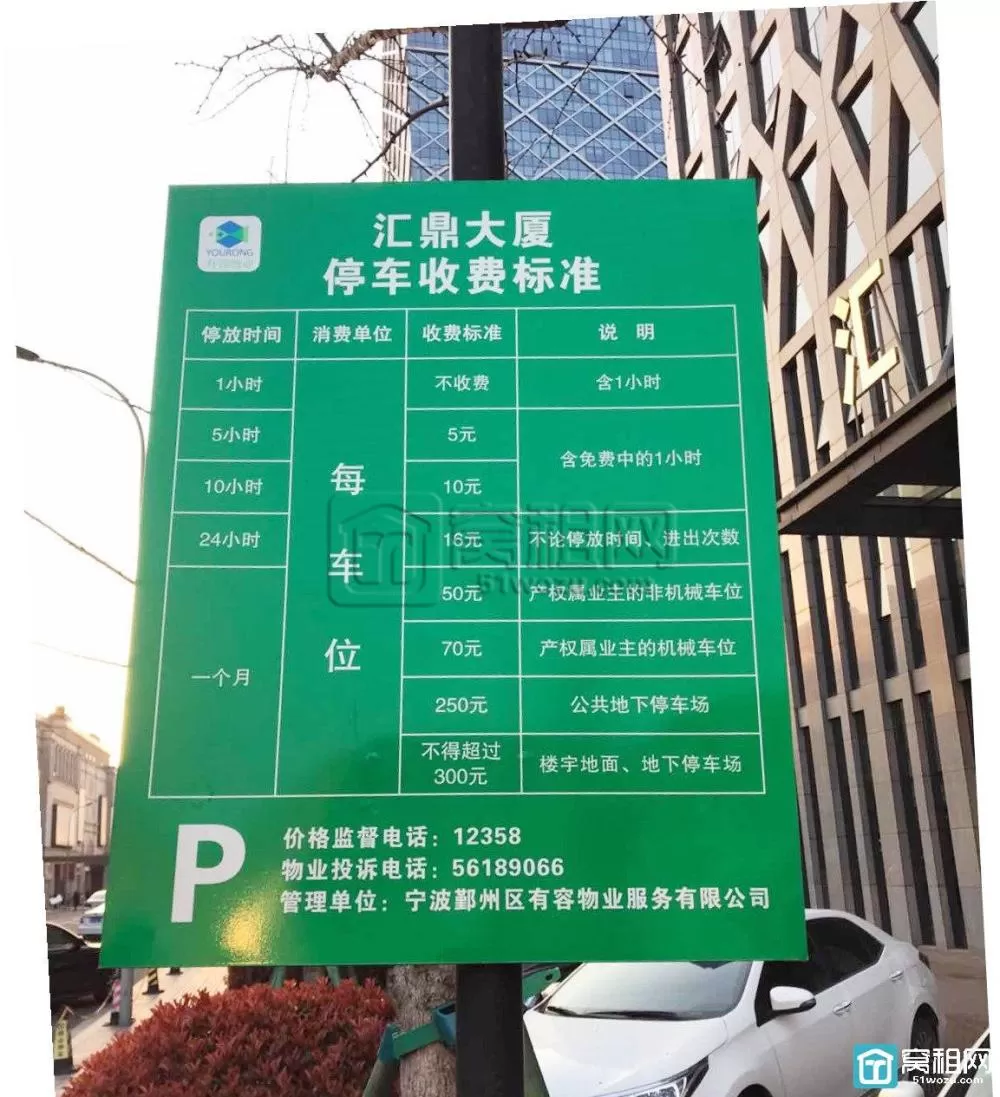 YOURONG
汇鼎大厦
停车收费标准
停放时间 消费单位 收费标准 说 明
1小时 不收费 含1小时
5小时 5元 含免费中的1小时
10小时 10元
24小时 16元 不论停放时间、进出次数
每车位
一个月 50元 产权属业主的非机械车位
70元 产权属业主的机械车位
250元 公共地下停车场
不得超过
300元 楼宇地面、地下停车场
P
价格监督电话：12358
物业投诉电话：56189066
管理单位：宁波鄞州区有容物业服务有限公司
汇
窝租网
51wozu.com
窝租网
51wozu.com